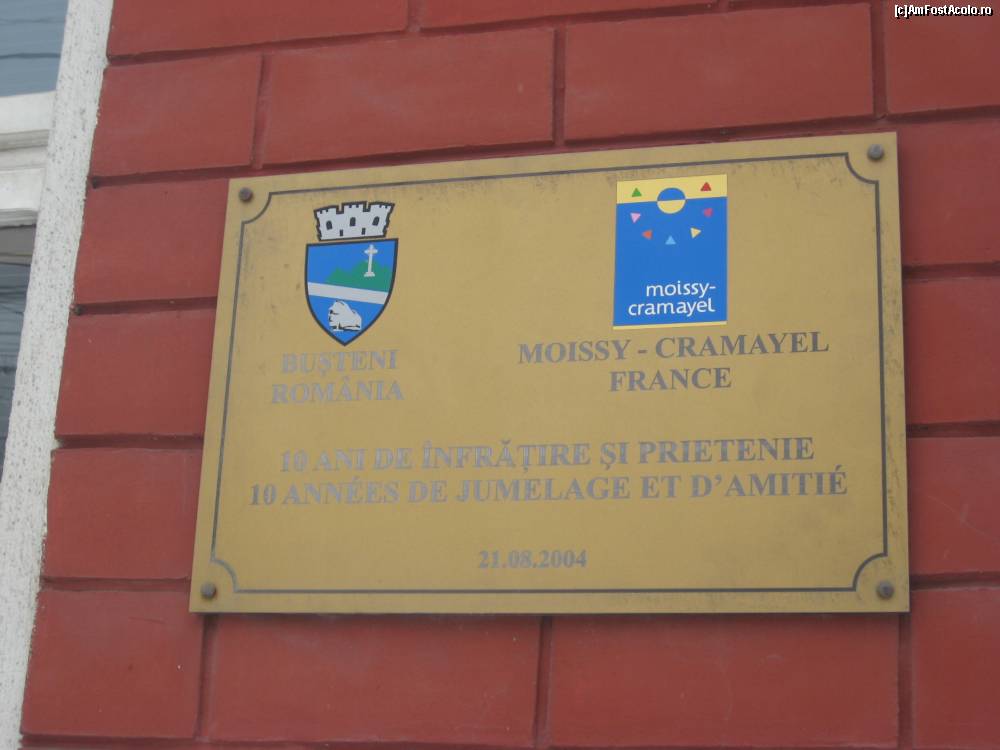 [c]AmFostAcolo.ro
moissy-
cramayel
BUȘTENI
ROMÂNIA
MOISSY - CRAMAYEL
FRANCE
10 ANI DE ÎNFRĂȚIRE ȘI PRIETENIE
10 ANNÉES DE JUMELAGE ET D'AMITIÉ
21.08.2004